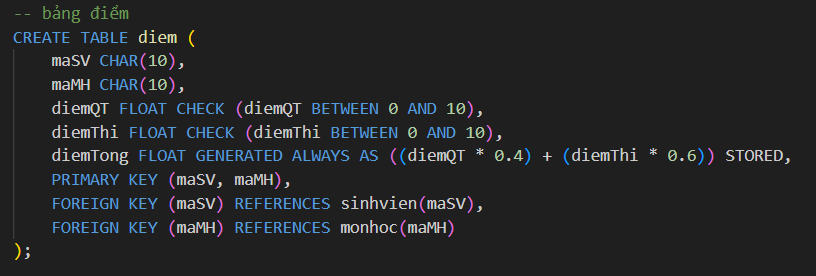 -- bảng điểm
CREATE TABLE diem (
    maSV CHAR(10),
    maMH CHAR(10),
    diemQT FLOAT CHECK (diemQT BETWEEN 0 AND 10),
    diemThi FLOAT CHECK (diemThi BETWEEN 0 AND 10),
    diemTong FLOAT GENERATED ALWAYS AS ((diemQT * 0.4) + (diemThi * 0.6)) STORED,
    PRIMARY KEY (maSV, maMH),
    FOREIGN KEY (maSV) REFERENCES sinhvien(maSV),
    FOREIGN KEY (maMH) REFERENCES monhoc(maMH)
);